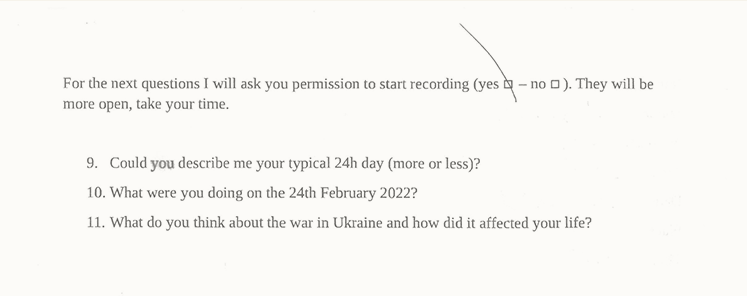 For the next questions I will ask you permission to start recording (yes ☐ – no ☐ ). They will be
more open, take your time.
9. Could you describe me your typical 24h day (more or less)?
10. What were you doing on the 24th February 2022?
11. What do you think about the war in Ukraine and how did it affected your life?